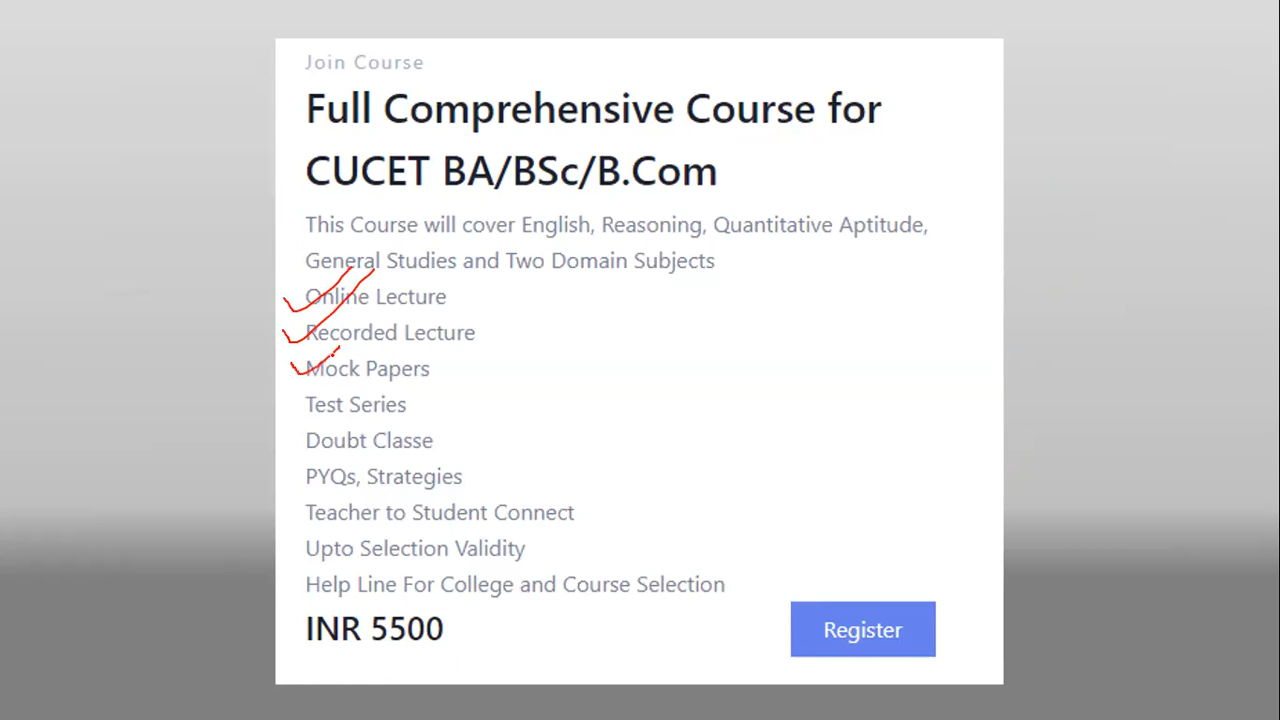 Join Course
Full Comprehensive Course for
CUCET BA/BSc/B.Com
This Course will cover English, Reasoning, Quantitative Aptitude,
General Studies and Two Domain Subjects
Online Lecture
Recorded Lecture
Mock Papers
Test Series
Doubt Classe
PYQs, Strategies
Teacher to Student Connect
Upto Selection Validity
Help Line For College and Course Selection
INR 5500
Register